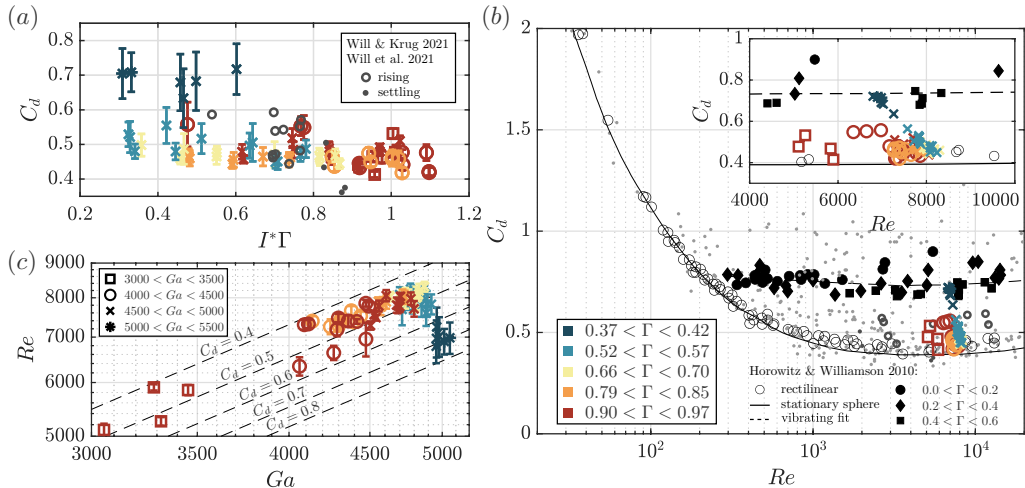 (a)
0.8
0.7
0.6
0.5
0.4
C_d
0.2
0.4
0.6
0.8
1
1.2
I*Γ
Will & Krug 2021
Will et al. 2021
rising
settling
(c)
9000
8000
7000
6000
5000
Re
3000
3500
4000
4500
5000
Ga
3000 < Ga < 3500
4000 < Ga < 4500
4500 < Ga < 5000
5000 < Ga < 5500
C_d = 0.4
C_d = 0.5
C_d = 0.6
C_d = 0.7
C_d = 0.8
(b)
2
1.5
1
0.5
0
C_d
10^2
10^3
10^4
Re
1
0.8
0.6
0.4
C_d
4000
6000
8000
10000
Re
0.37 < Γ < 0.42
0.52 < Γ < 0.57
0.66 < Γ < 0.70
0.79 < Γ < 0.85
0.90 < Γ < 0.97
Horowitz & Williamson 2010:
rectilinear
stationary sphere
vibrating fit
0.0 < Γ < 0.2
0.2 < Γ < 0.4
0.4 < Γ < 0.6